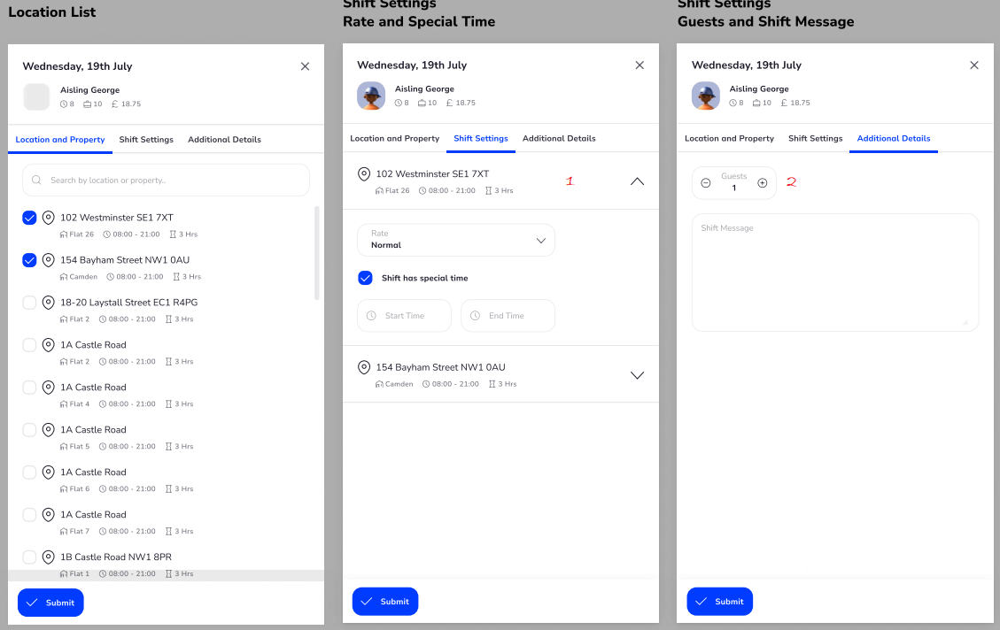 Location List
Wednesday, 19th July
Aisling George
8 10 £ 18.75
Location and Property Shift Settings Additional Details
Search by location or property..
102 Westminster SE1 7XT
Flat 26 08:00 - 21:00 3 Hrs
154 Bayham Street NW1 0AU
Camden 08:00 - 21:00 3 Hrs
18-20 Laystall Street EC1 R4PG
Flat 2 08:00 - 21:00 3 Hrs
1A Castle Road
Flat 2 08:00 - 21:00 3 Hrs
1A Castle Road
Flat 4 08:00 - 21:00 3 Hrs
1A Castle Road
Flat 5 08:00 - 21:00 3 Hrs
1A Castle Road
Flat 6 08:00 - 21:00 3 Hrs
1A Castle Road
Flat 7 08:00 - 21:00 3 Hrs
1B Castle Road NW1 8PR
Flat 1 08:00 - 21:00 3 Hrs
Submit
Shift Settings
Rate and Special Time
Wednesday, 19th July
Aisling George
8 10 £ 18.75
Location and Property Shift Settings Additional Details
102 Westminster SE1 7XT
Flat 26 08:00 - 21:00 3 Hrs
1
Rate
Normal
Shift has special time
Start Time End Time
154 Bayham Street NW1 0AU
Camden 08:00 - 21:00 3 Hrs
Submit
Shift Settings
Guests and Shift Message
Wednesday, 19th July
Aisling George
8 10 £ 18.75
Location and Property Shift Settings Additional Details
Guests
1
2
Shift Message
Submit